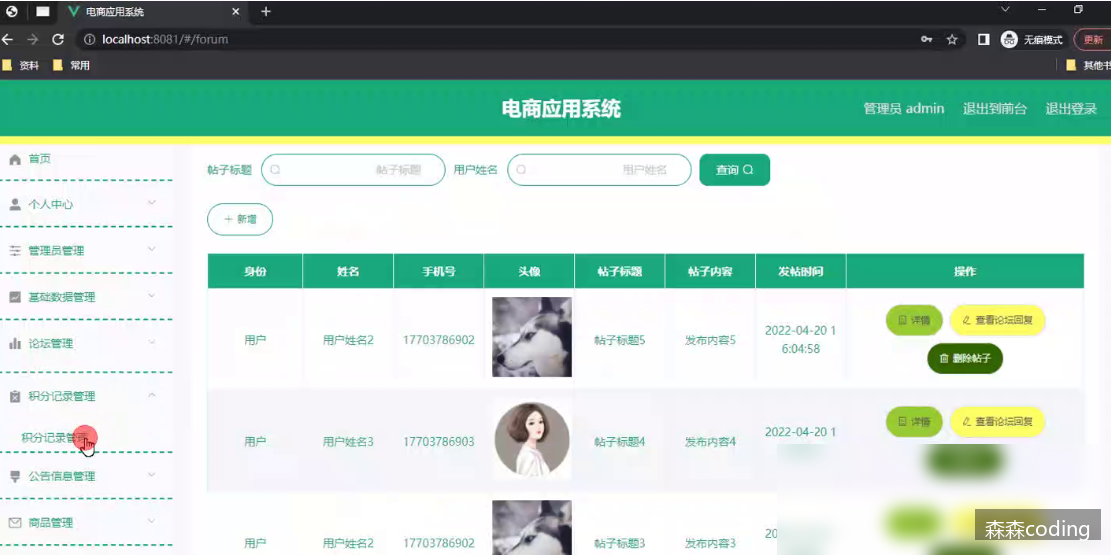 电商应用系统
localhost:8081/#/forum
无痕模式
更新
资料 常用
其他书
电商应用系统
管理员 admin 退出到前台 退出登录
首页
个人中心
管理员管理
基础数据管理
论坛管理
积分记录管理
积分记录管理
公告信息管理
商品管理
帖子标题 帖子标题 用户姓名 用户姓名 查询
+ 新增
身份 姓名 手机号 头像 帖子标题 帖子内容 发帖时间 操作
用户 用户姓名2 17703786902 帖子标题5 发布内容5 2022-04-20 1
6:04:58
详情 查看论坛回复
删除帖子
用户 用户姓名3 17703786903 帖子标题4 发布内容4 2022-04-20 1
详情 查看论坛回复
用户 用户姓名2 17703786902 帖子标题3 发布内容3 20
森森coding